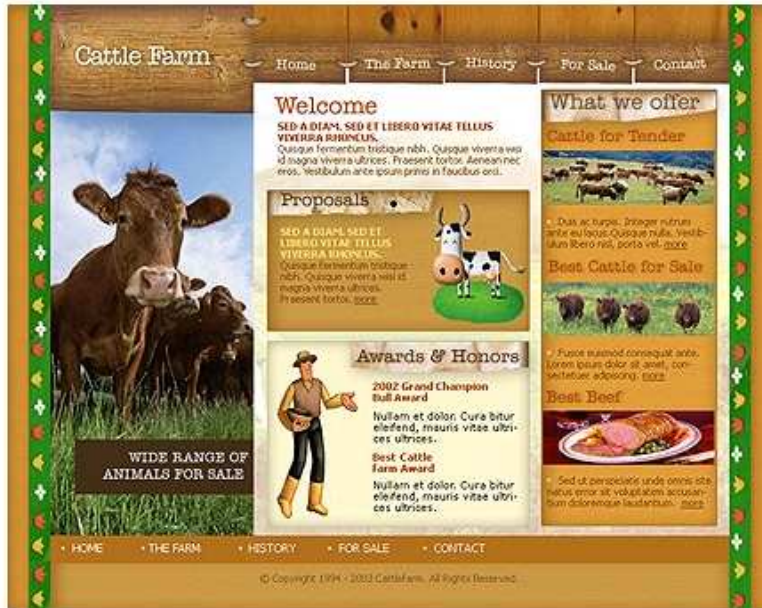 Cattle Farm
Home
The Farm
History
For Sale
Contact
Welcome
SED A DIAM. SED ET LIBERO VITAE TELLUS
VIVERRA RHONCUS.
Quisque fermentum tristique nibh. Quisque viverra wisi
id magna viverra ultrices. Praesent tortor. Aenean nec
eros. Vestibulum ante ipsum primis in faucibus orci.
Proposals
SED A DIAM. SED ET
LIBERO VITAE TELLUS
VIVERRA RHONCUS.
Quisque fermentum tristique
nibh. Quisque viverra wisi id
magna viverra ultrices.
Praesent tortor. more
Awards & Honors
2002 Grand Champion
Bull Award
Nullam et dolor. Cura bitur
eleifend, mauris vitae ultri-
ces ultrices.
Best Cattle
Farm Award
Nullam et dolor. Cura bitur
eleifend, mauris vitae ultri-
ces ultrices.
What we offer
Cattle for Tender
Duis ac turpis. Integer rutrum
ante eu lacus. Quisque nulla. Vestib-
ulum libero nisl, porta vel. more
Best Cattle for Sale
Fusce euismod consequat ante.
Lorem ipsum dolor sit amet, con-
sectetuer adipiscing. more
Best Beef
Sed ut perspiciatis unde omnis iste
natus error sit voluptatem accusan-
tium doloremque laudantium. more
WIDE RANGE OF
ANIMALS FOR SALE
HOME
THE FARM
HISTORY
FOR SALE
CONTACT
© Copyright 1994 - 2003 CattleFarm. All Rights Reserved.